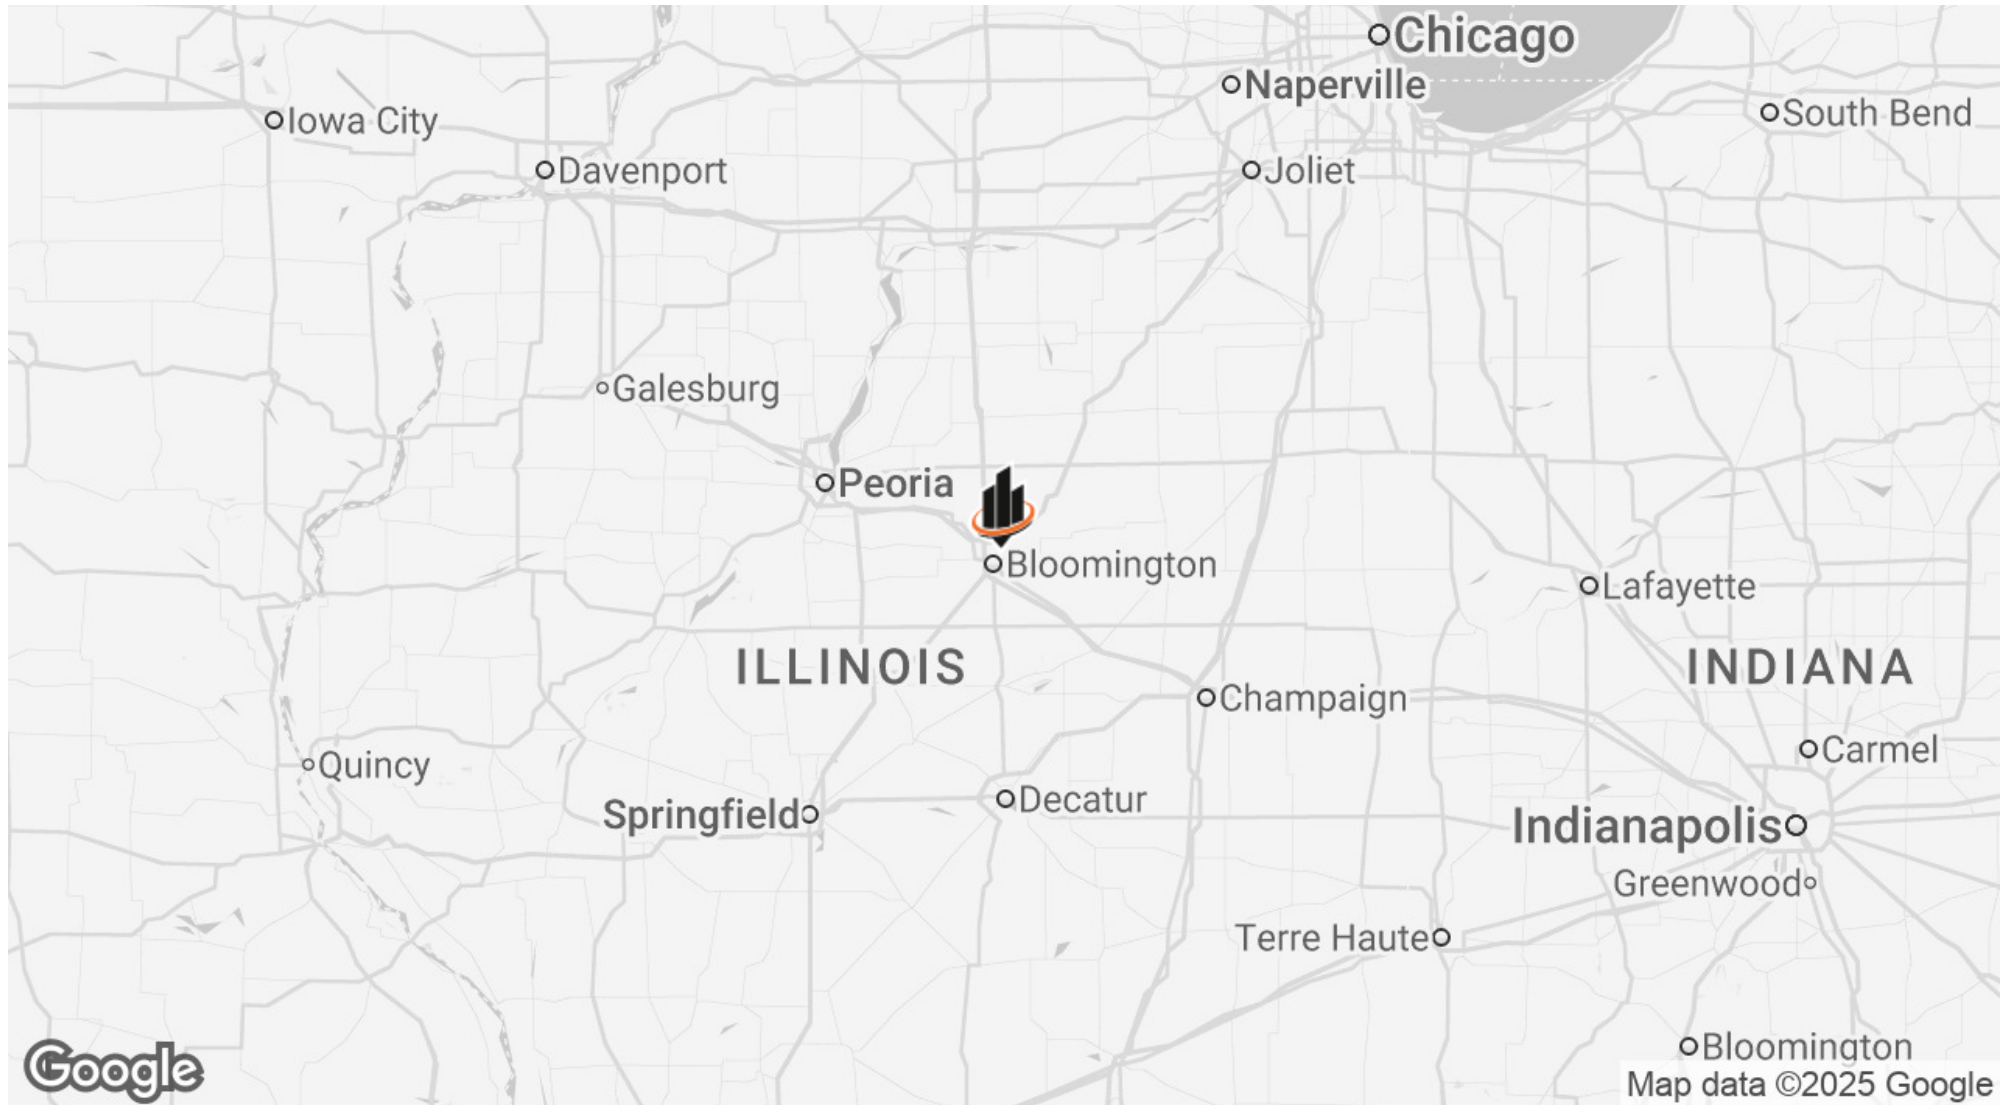 Chicago
Naperville
South Bend
Iowa City
Davenport
Joliet
Galesburg
Peoria
Bloomington
Lafayette
ILLINOIS
INDIANA
Champaign
Carmel
Quincy
Decatur
Springfield
Indianapolis
Greenwood
Terre Haute
Bloomington
Google
Map data ©2025 Google